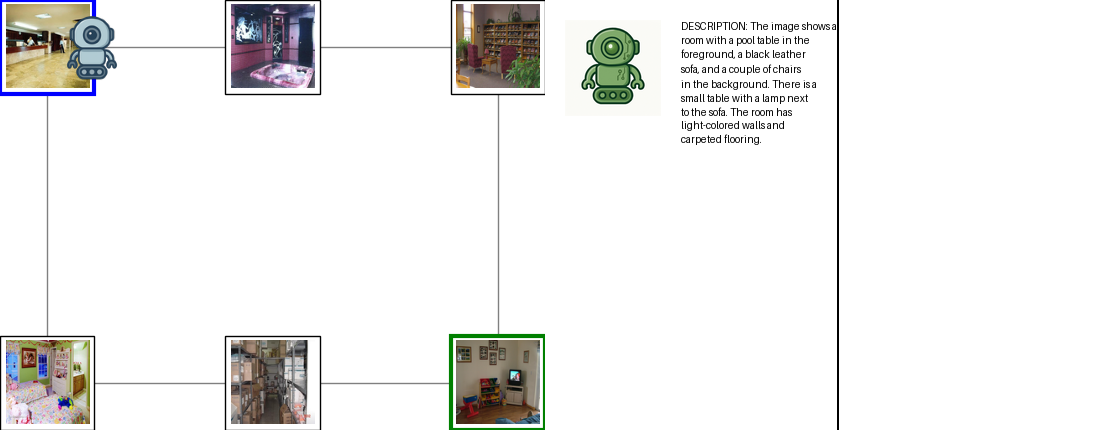 DESCRIPTION: The image shows a
room with a pool table in the
foreground, a black leather
sofa, and a couple of chairs
in the background. There is a
small table with a lamp next
to the sofa. The room has
light-colored walls and
carpeted flooring.